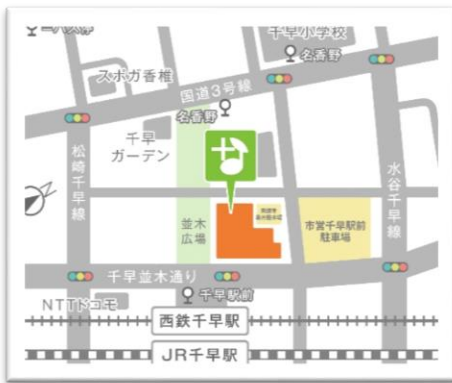 千早小学校
名香野
スポガ香椎
国道3号線
名香野
千早
ガーデン
松崎千早線
水谷千早線
並木
広場
市営千早駅前
駐車場
千早並木通り
千早駅前
NTTドコモ
西鉄千早駅
JR千早駅